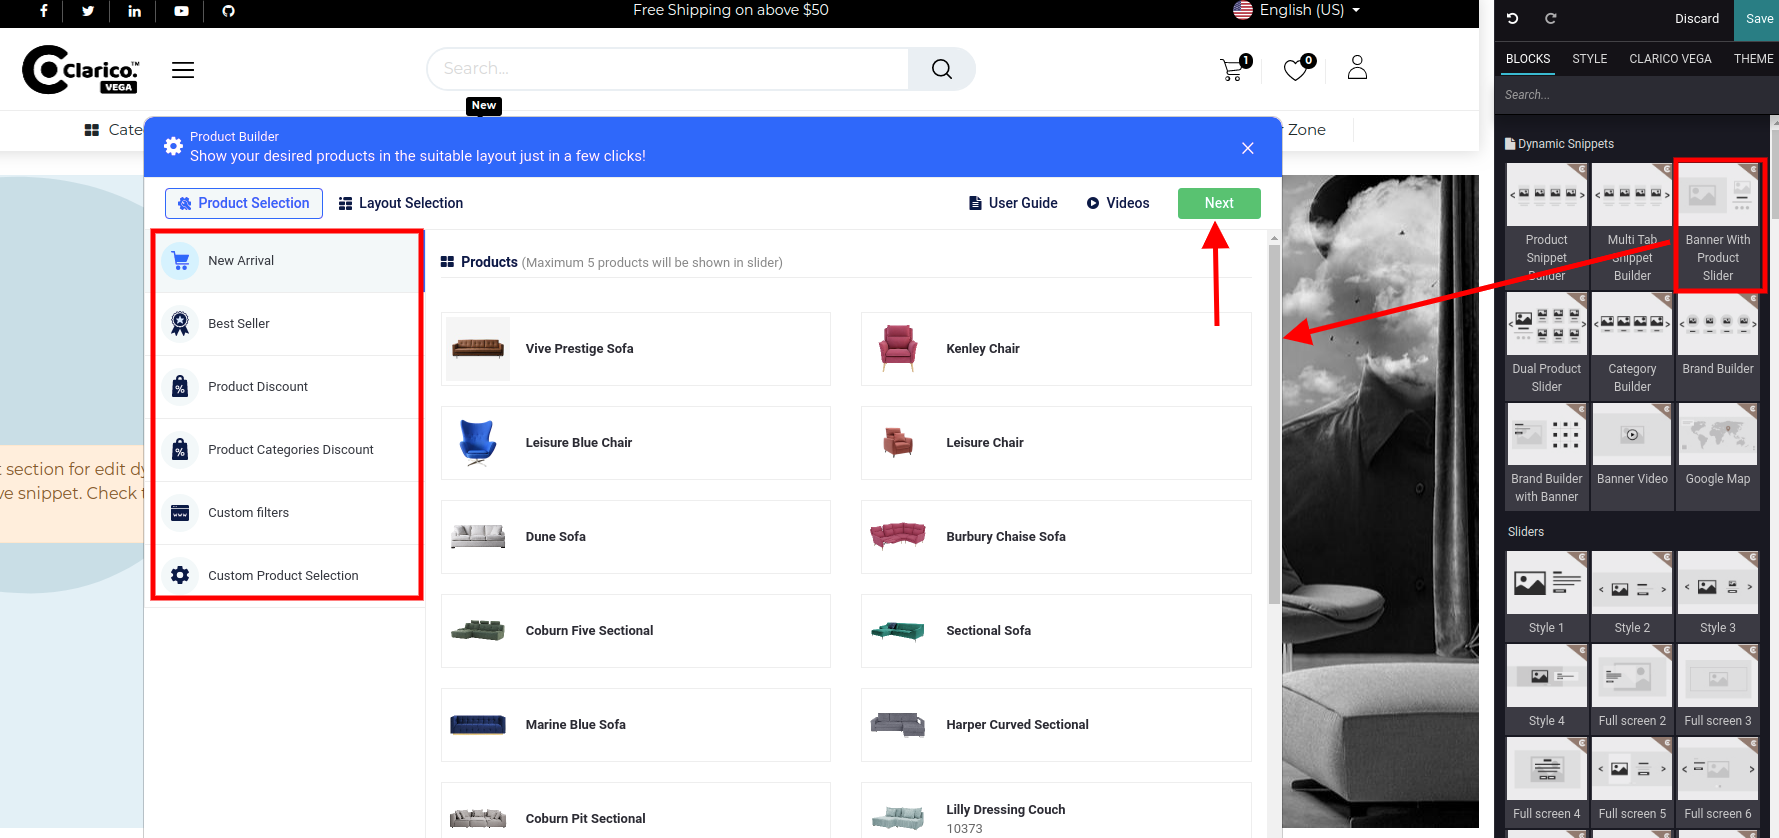 Free Shipping on above $50
English (US)
Discard
Save
Clarico.™
VEGA
Search...
1
0
BLOCKS
STYLE
CLARICO VEGA
THEME
Search...
New
Cate
Zone
Product Builder
Show your desired products in the suitable layout just in a few clicks!
Product Selection
Layout Selection
User Guide
Videos
Next
New Arrival
Best Seller
Product Discount
Product Categories Discount
Custom filters
Custom Product Selection
Products (Maximum 5 products will be shown in slider)
Vive Prestige Sofa
Kenley Chair
Leisure Blue Chair
Leisure Chair
Dune Sofa
Burbury Chaise Sofa
Coburn Five Sectional
Sectional Sofa
Marine Blue Sofa
Harper Curved Sectional
Coburn Pit Sectional
Lilly Dressing Couch
10373
section for edit dy
ve snippet. Check t
Dynamic Snippets
Product
Snippet
Builder
Multi Tab
Snippet
Builder
Banner With
Product
Slider
Dual Product
Slider
Category
Builder
Brand Builder
Brand Builder
with Banner
Banner Video
Google Map
Sliders
Style 1
Style 2
Style 3
Style 4
Full screen 2
Full screen 3
Full screen 4
Full screen 5
Full screen 6